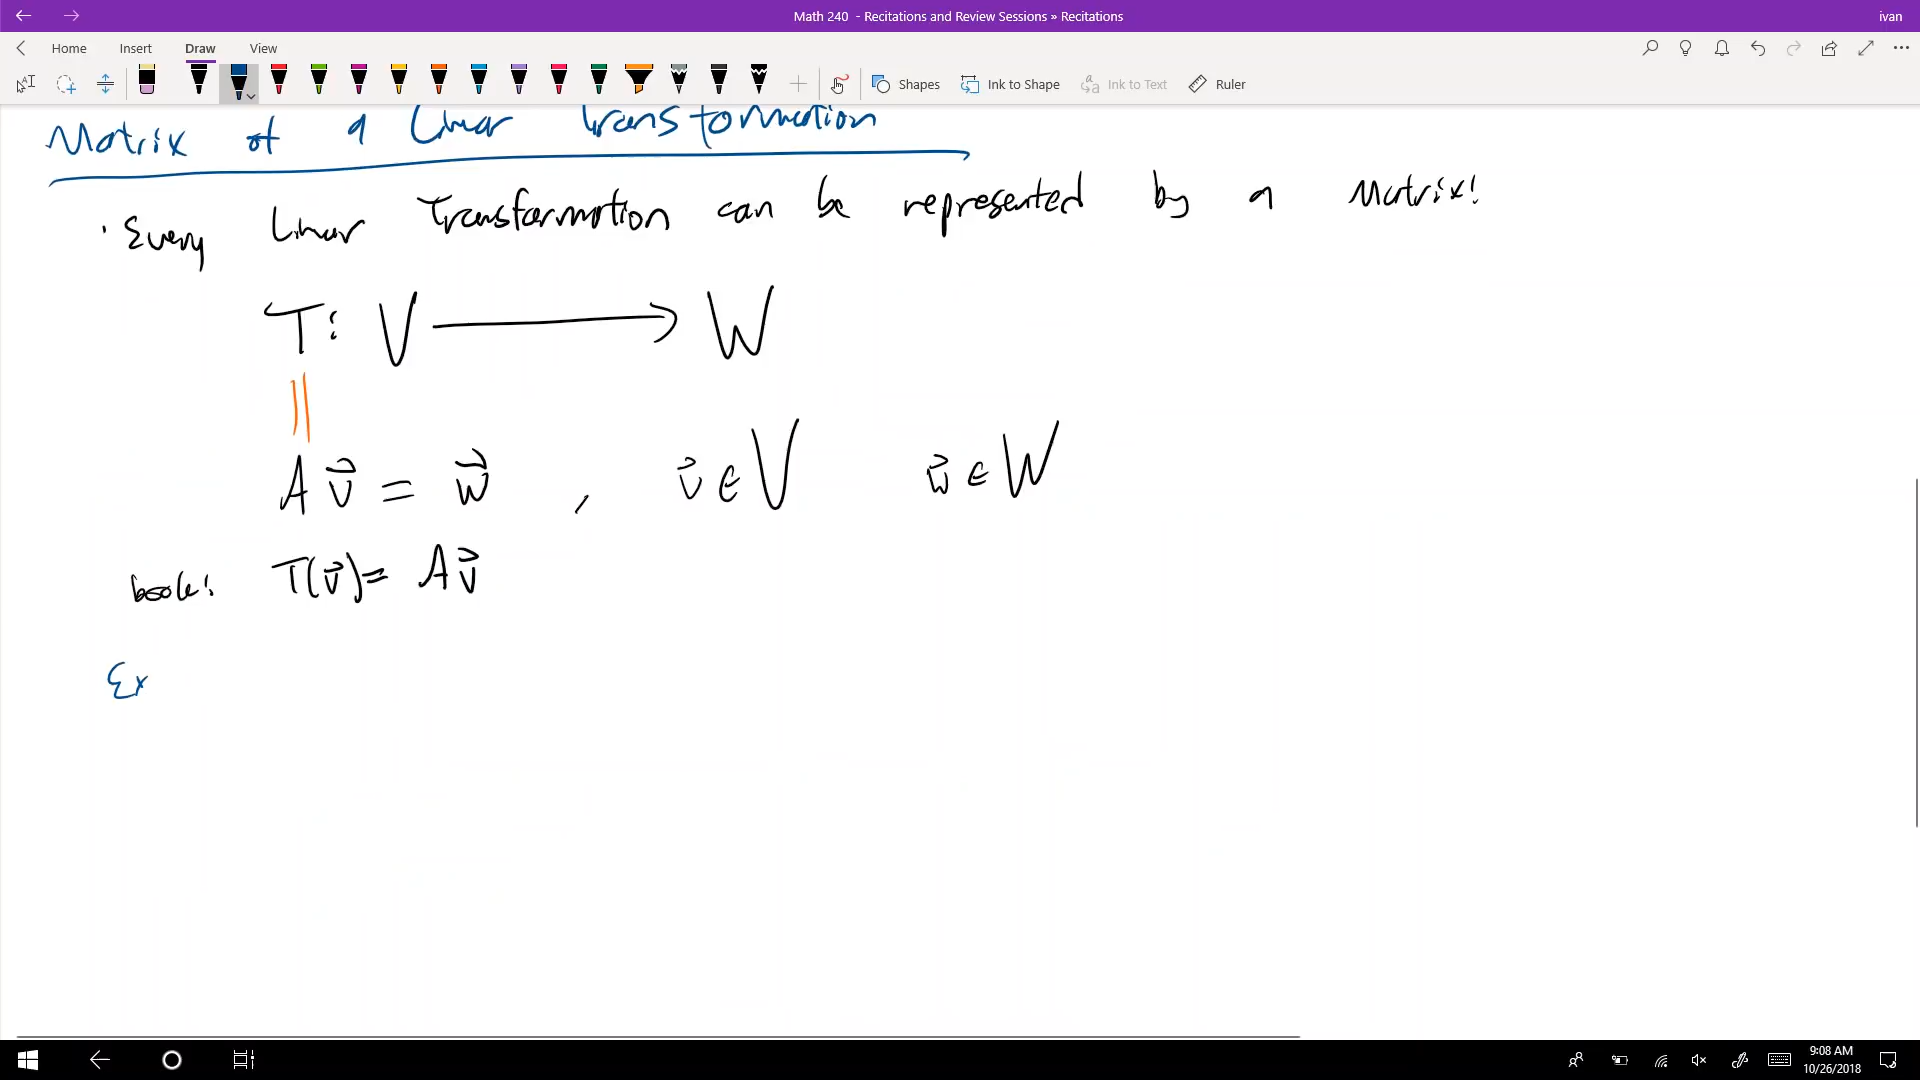 Math 240 - Recitations and Review Sessions » Recitations
ivan
Home Insert Draw View
Shapes Ink to Shape Ink to Text Ruler
Matrix of a Linear Transformation
· Every Linear Transformation can be represented by a Matrix!
T: V → W
||
A v⃗ = w⃗ , v⃗ ∈ V w⃗ ∈ W
book: T(v⃗) = A v⃗
Ex
9:08 AM
10/26/2018